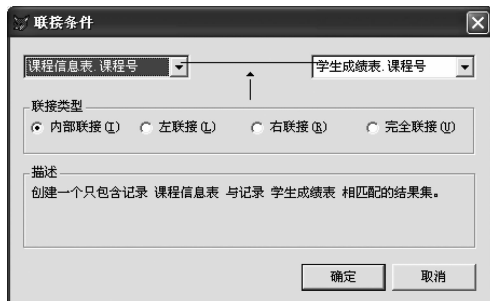 联接条件
课程信息表.课程号 学生成绩表.课程号
联接类型
内部联接(I) 左联接(L) 右联接(R) 完全联接(U)
描述
创建一个只包含记录 课程信息表 与记录 学生成绩表 相匹配的结果集。
确定 取消